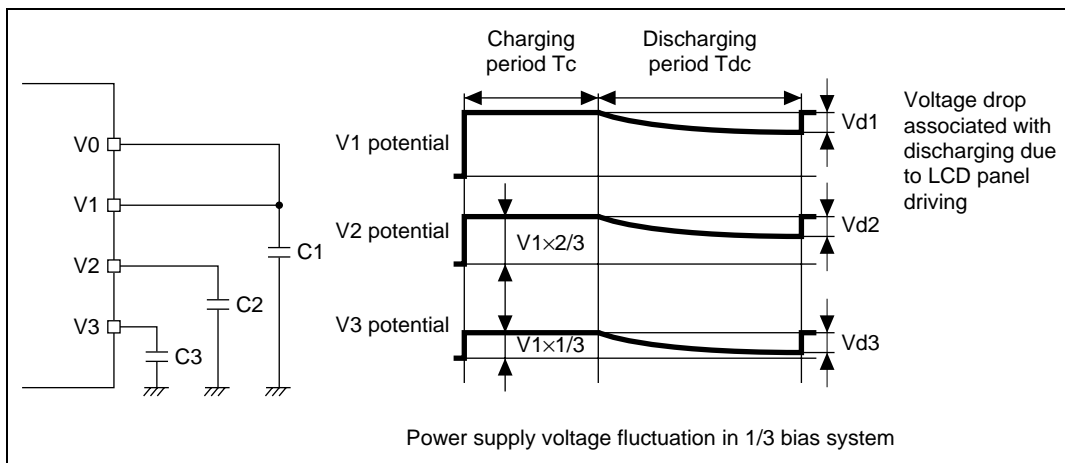 Charging
period Tc
Discharging
period Tdc
V0
V1
V2
V3
C1
C2
C3
V1 potential
Vd1
Voltage drop
associated with
discharging due
to LCD panel
driving
V2 potential
V1×2/3
Vd2
V3 potential
V1×1/3
Vd3
Power supply voltage fluctuation in 1/3 bias system